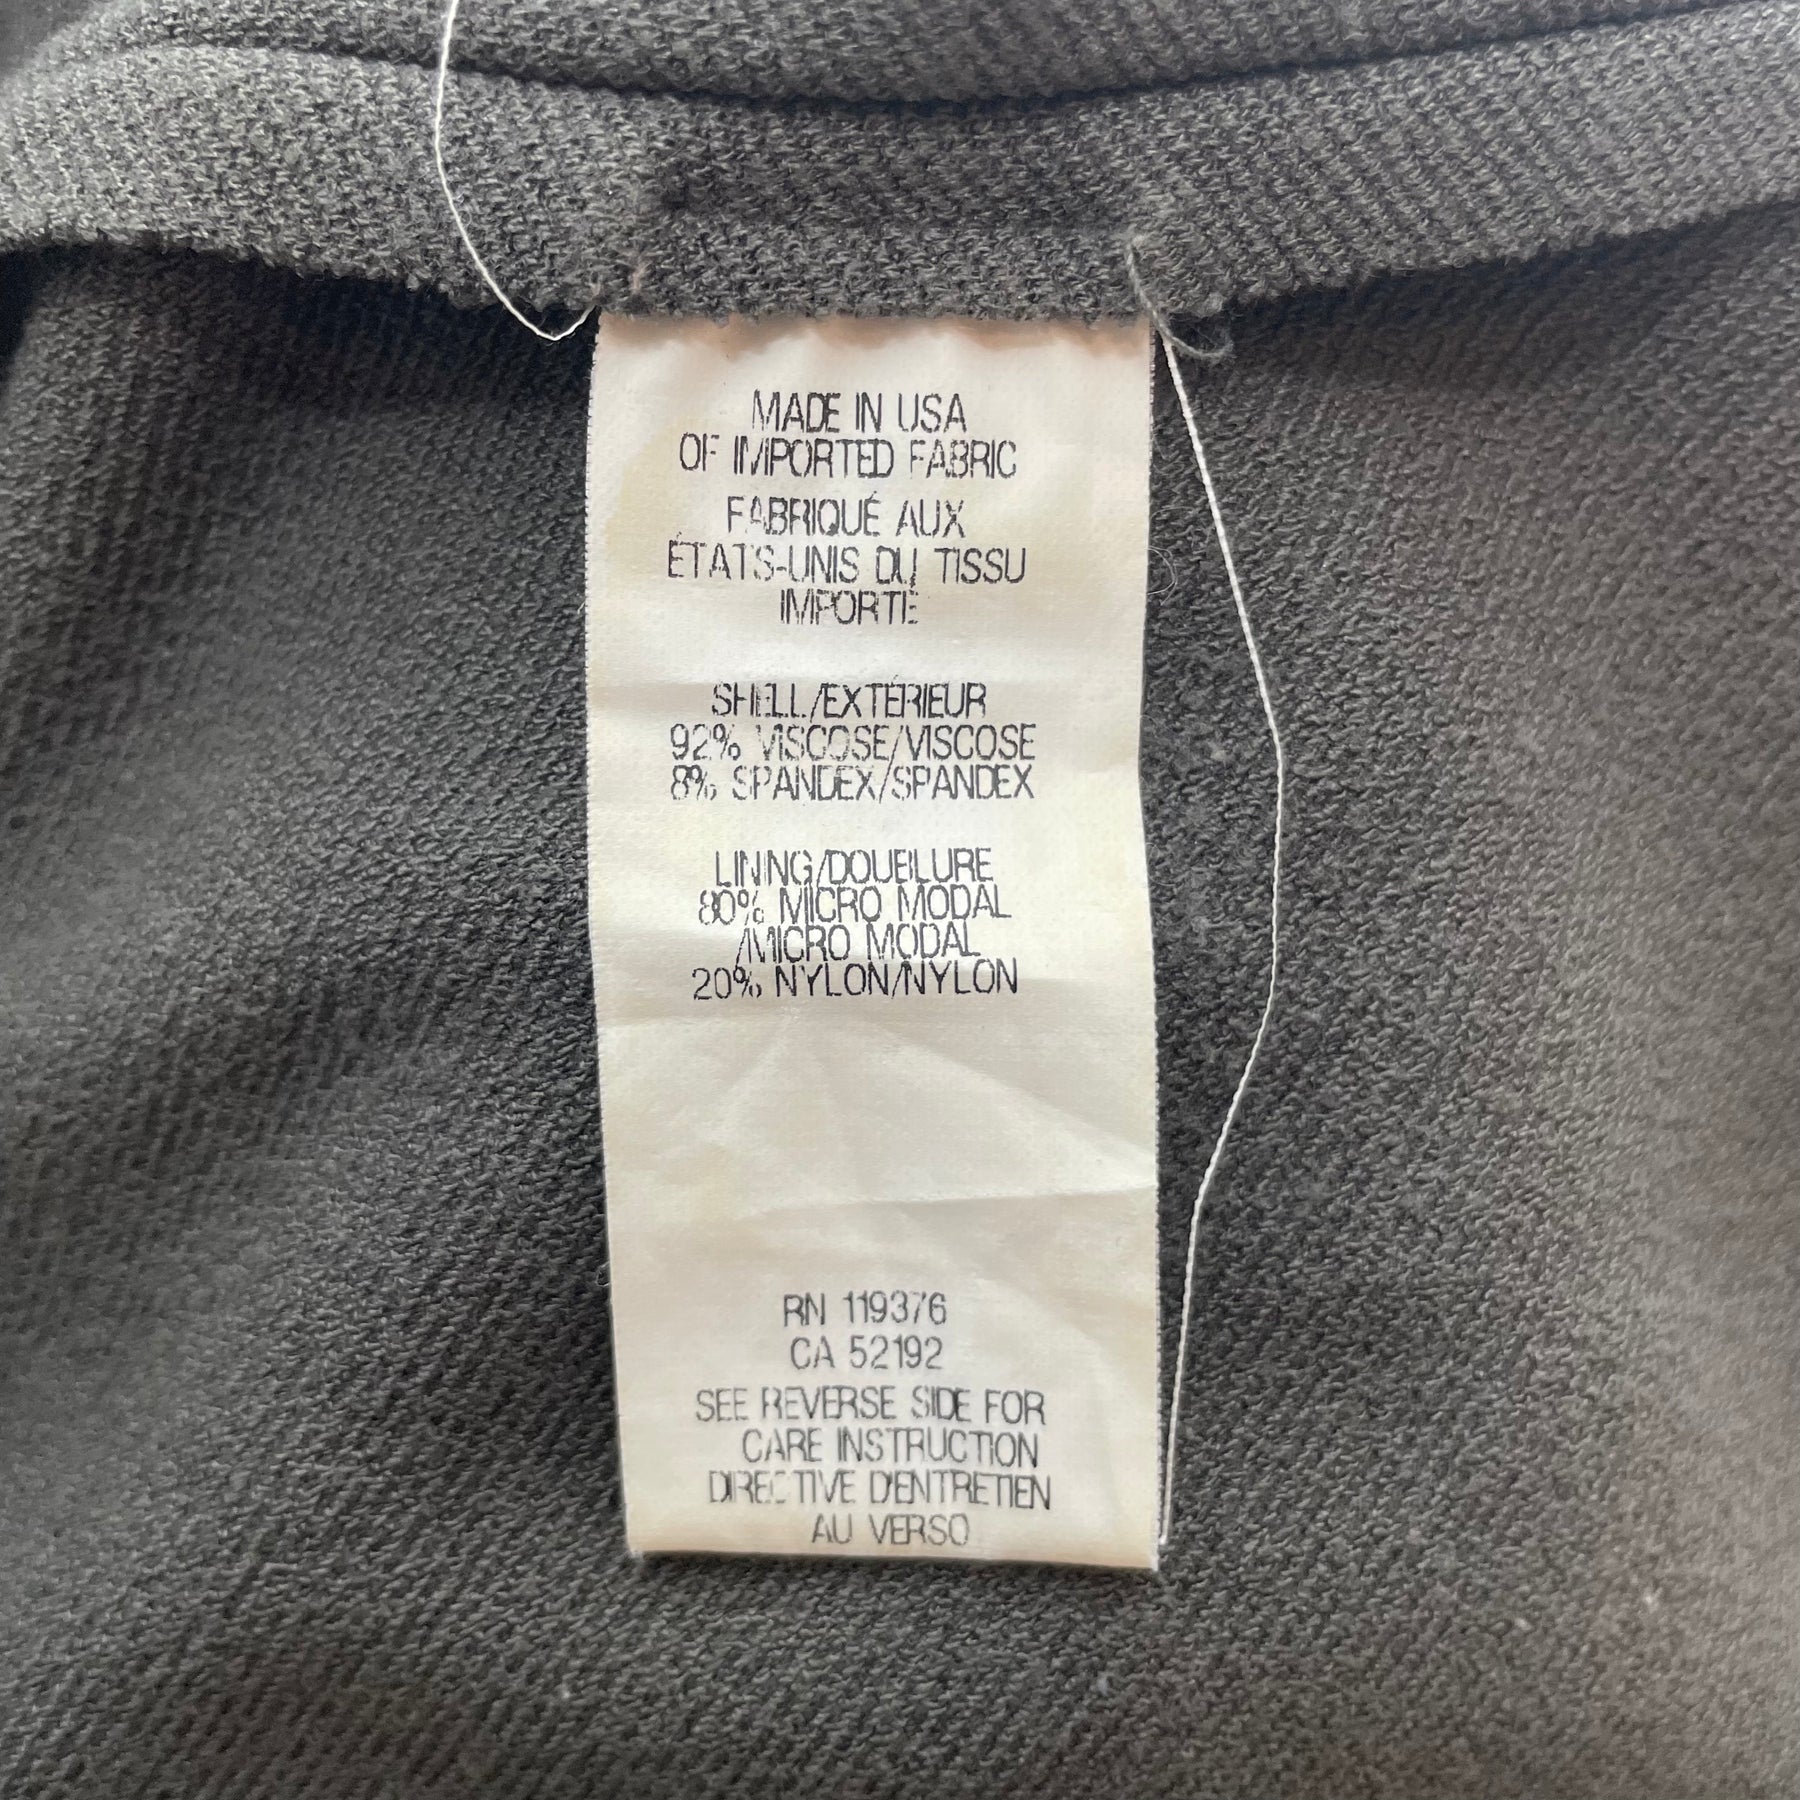 MADE IN USA
OF IMPORTED FABRIC
FABRIQUÉ AUX
ÉTATS-UNIS DU TISSU
IMPORTÉ
SHELL/EXTÉRIEUR
92% VISCOSE/VISCOSE
8% SPANDEX/SPANDEX
LINING/DOUBLURE
80% MICRO MODAL
/MICRO MODAL
20% NYLON/NYLON
RN 119376
CA 52192
SEE REVERSE SIDE FOR
CARE INSTRUCTION
DIRECTIVE D'ENTRETIEN
AU VERSO